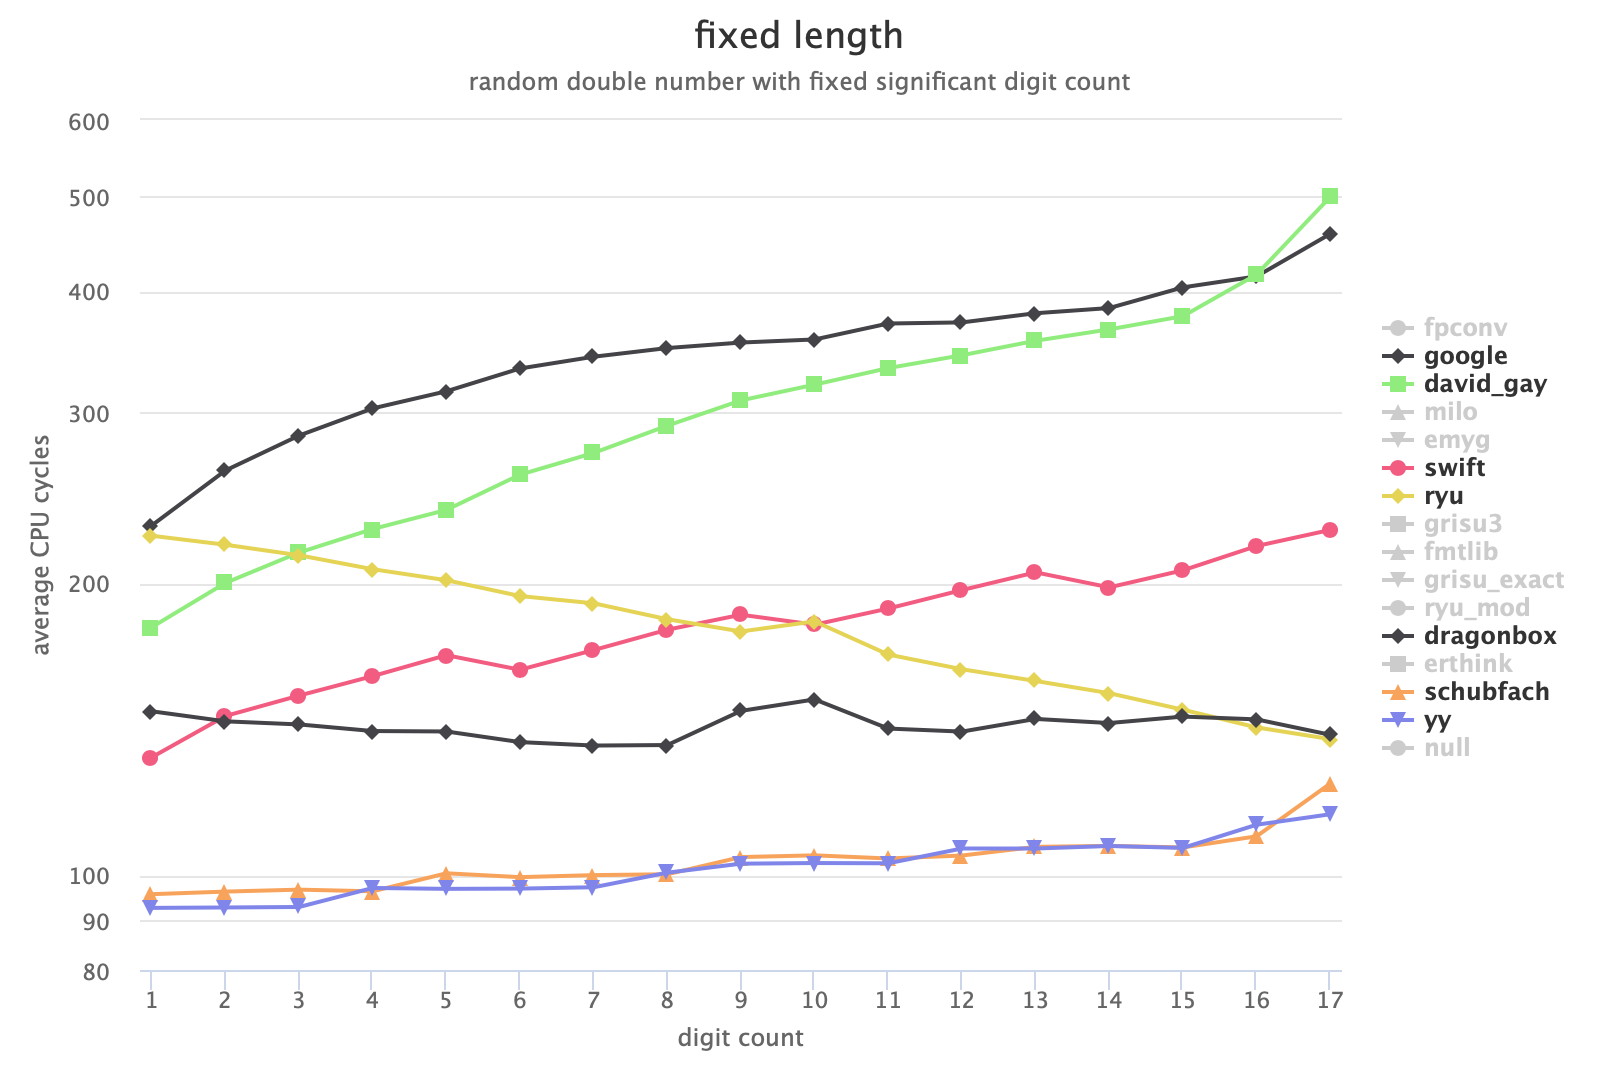 fixed length
random double number with fixed significant digit count
600
500
400
300
200
100
90
80
average CPU cycles
1 2 3 4 5 6 7 8 9 10 11 12 13 14 15 16 17
digit count
fpconv
google
david_gay
milo
emyg
swift
ryu
grisu3
fmtlib
grisu_exact
ryu_mod
dragonbox
erthink
schubfach
yy
null